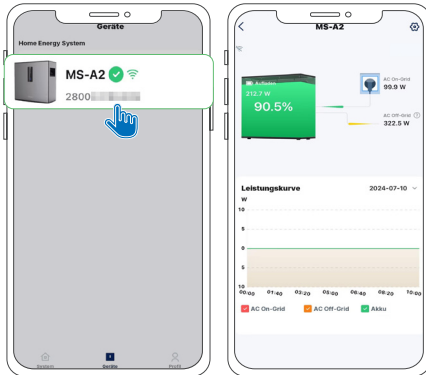 Geräte
Home Energy System
MS-A2
2800
System
Geräte
Profil
MS-A2
Aufladen
212.7 W
90.5%
AC On-Grid
99.9 W
AC Off-Grid
322.5 W
Leistungskurve
2024-07-10
W
10
5
0
5
10
00:00 01:40 03:20 05:00 06:40 08:20 10:00
AC On-Grid
AC Off-Grid
Akku